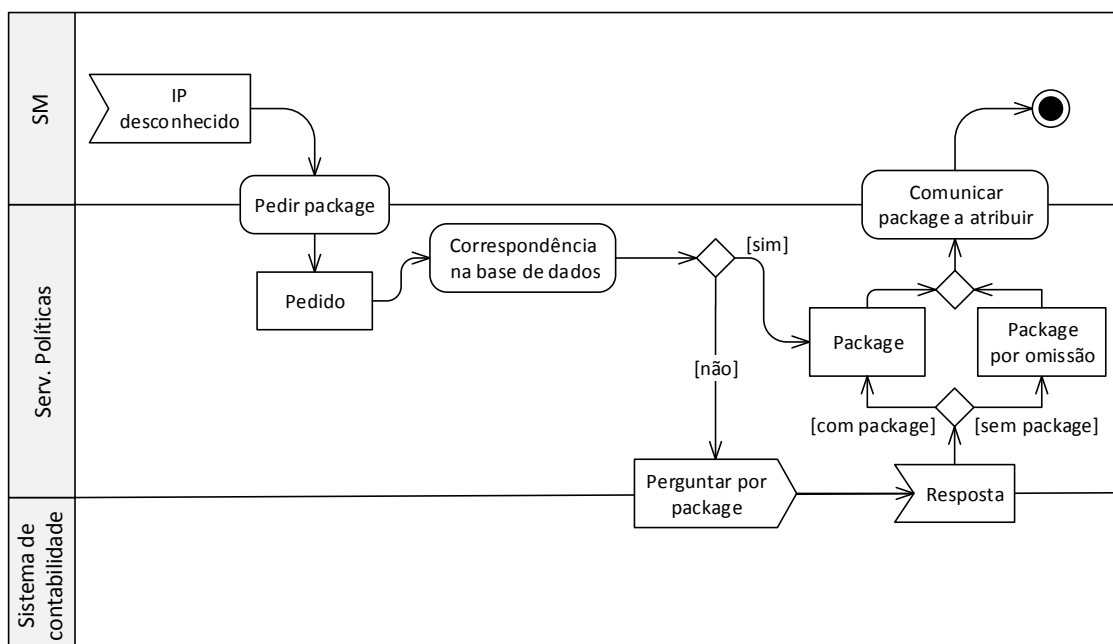 SM
IP
desconhecido
Pedir package
Comunicar
package a atribuir
Serv. Políticas
Pedido
Correspondência
na base de dados
[sim]
[não]
Package
Package
por omissão
[com package]
[sem package]
Perguntar por
package
Resposta
Sistema de
contabilidade